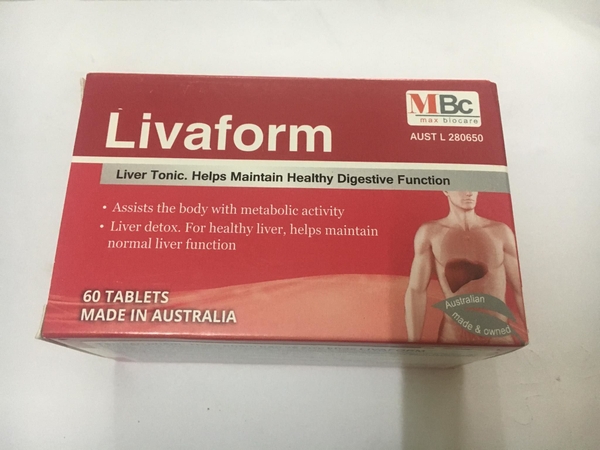 MBc
max biocare
Livaform
AUST L 280650
Liver Tonic. Helps Maintain Healthy Digestive Function
• Assists the body with metabolic activity
• Liver detox. For healthy liver, helps maintain
normal liver function
60 TABLETS
MADE IN AUSTRALIA
Australian
made & owned